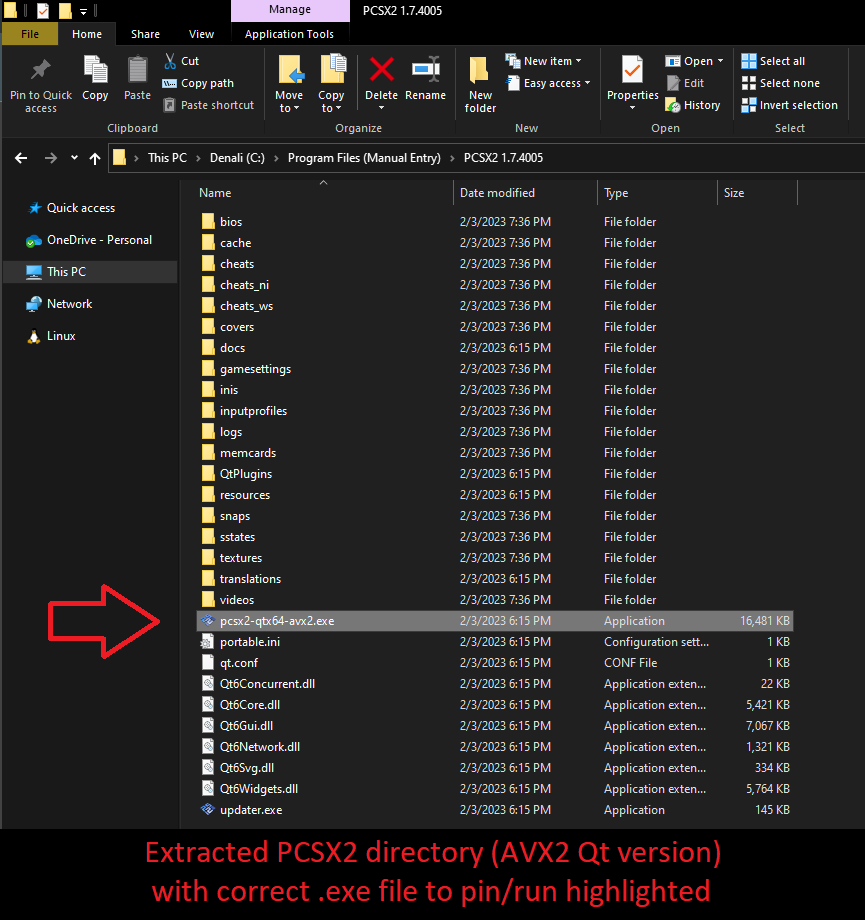 Manage
PCSX2 1.7.4005
File
Home
Share
View
Application Tools
Pin to Quick
access
Copy
Paste
Cut
Copy path
Paste shortcut
Clipboard
Move
to
Copy
to
Delete
Rename
Organize
New
folder
New item
Easy access
New
Properties
Open
Edit
History
Open
Select all
Select none
Invert selection
Select
This PC
Denali (C:)
Program Files (Manual Entry)
PCSX2 1.7.4005
Quick access
OneDrive - Personal
This PC
Network
Linux
Name Date modified Type Size
bios 2/3/2023 7:36 PM File folder
cache 2/3/2023 7:36 PM File folder
cheats 2/3/2023 7:36 PM File folder
cheats_ni 2/3/2023 7:36 PM File folder
cheats_ws 2/3/2023 7:36 PM File folder
covers 2/3/2023 7:36 PM File folder
docs 2/3/2023 6:15 PM File folder
gamesettings 2/3/2023 7:36 PM File folder
inis 2/3/2023 7:36 PM File folder
inputprofiles 2/3/2023 7:36 PM File folder
logs 2/3/2023 7:36 PM File folder
memcards 2/3/2023 7:36 PM File folder
QtPlugins 2/3/2023 6:15 PM File folder
resources 2/3/2023 6:15 PM File folder
snaps 2/3/2023 7:36 PM File folder
sstates 2/3/2023 7:36 PM File folder
textures 2/3/2023 7:36 PM File folder
translations 2/3/2023 6:15 PM File folder
videos 2/3/2023 7:36 PM File folder
pcsx2-qtx64-avx2.exe 2/3/2023 6:15 PM Application 16,481 KB
portable.ini 2/3/2023 6:15 PM Configuration sett... 1 KB
qt.conf 2/3/2023 6:15 PM CONF File 1 KB
Qt6Concurrent.dll 2/3/2023 6:15 PM Application exten... 22 KB
Qt6Core.dll 2/3/2023 6:15 PM Application exten... 5,421 KB
Qt6Gui.dll 2/3/2023 6:15 PM Application exten... 7,067 KB
Qt6Network.dll 2/3/2023 6:15 PM Application exten... 1,321 KB
Qt6Svg.dll 2/3/2023 6:15 PM Application exten... 334 KB
Qt6Widgets.dll 2/3/2023 6:15 PM Application exten... 5,764 KB
updater.exe 2/3/2023 6:15 PM Application 145 KB
Extracted PCSX2 directory (AVX2 Qt version)
with correct .exe file to pin/run highlighted